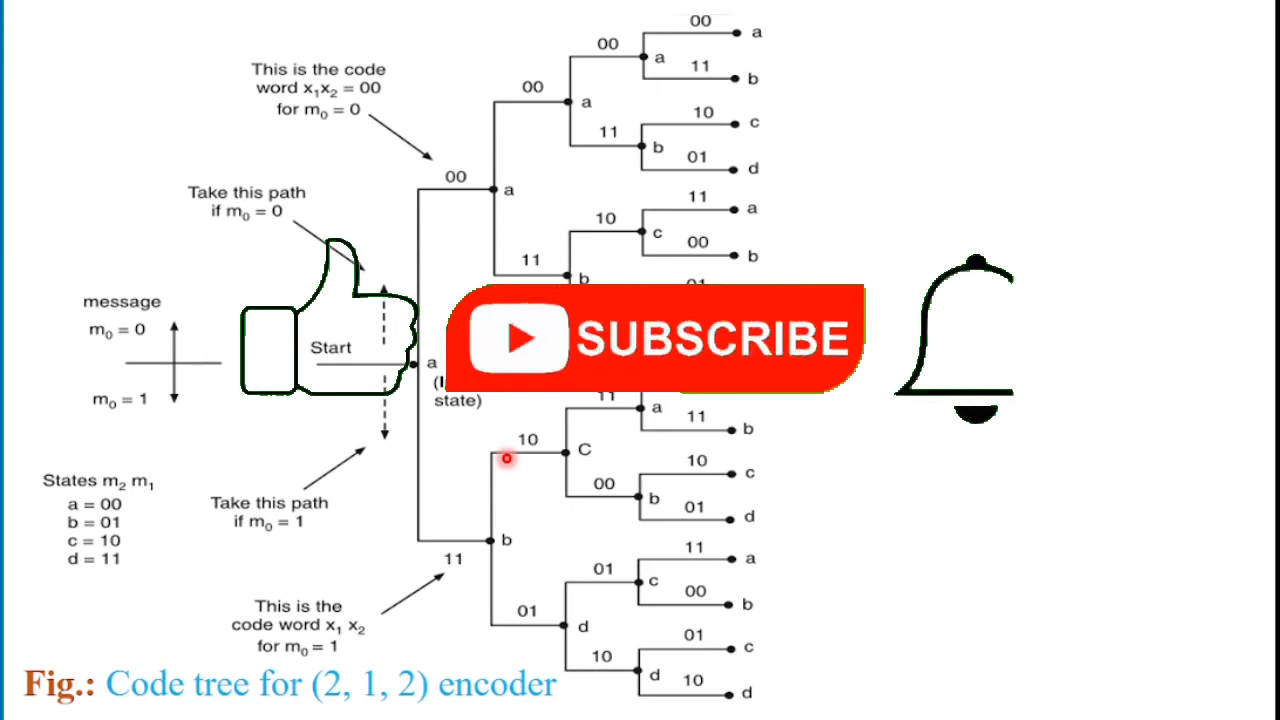 00
a
This is the code
word x₁x₂ = 00
for m₀ = 0
00
a
11
b
00
a
11
b
10
c
01
d
00
a
Take this path
if m₀ = 0
10
c
11
a
00
b
11
b
message
m₀ = 0
m₀ = 1
Start
a
state)
SUBSCRIBE
11
a
11
b
10
C
00
b
10
c
01
d
States m₂ m₁
a = 00
b = 01
c = 10
d = 11
Take this path
if m₀ = 1
b
11
This is the
code word x₁ x₂
for m₀ = 1
01
d
01
c
11
a
00
b
10
d
01
c
10
d
Fig.: Code tree for (2, 1, 2) encoder